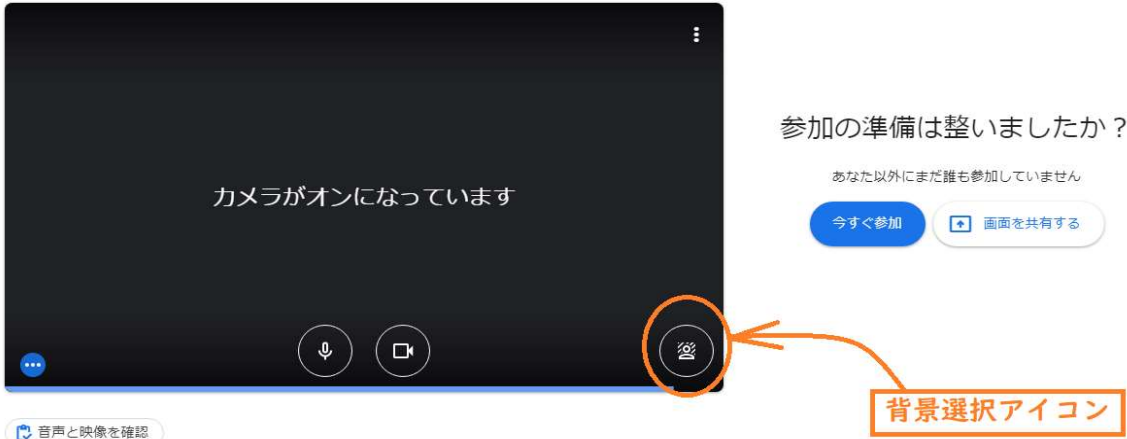 カメラがオンになっています
参加の準備は整いましたか？
あなた以外にまだ誰も参加していません
今すぐ参加
画面を共有する
背景選択アイコン
音声と映像を確認